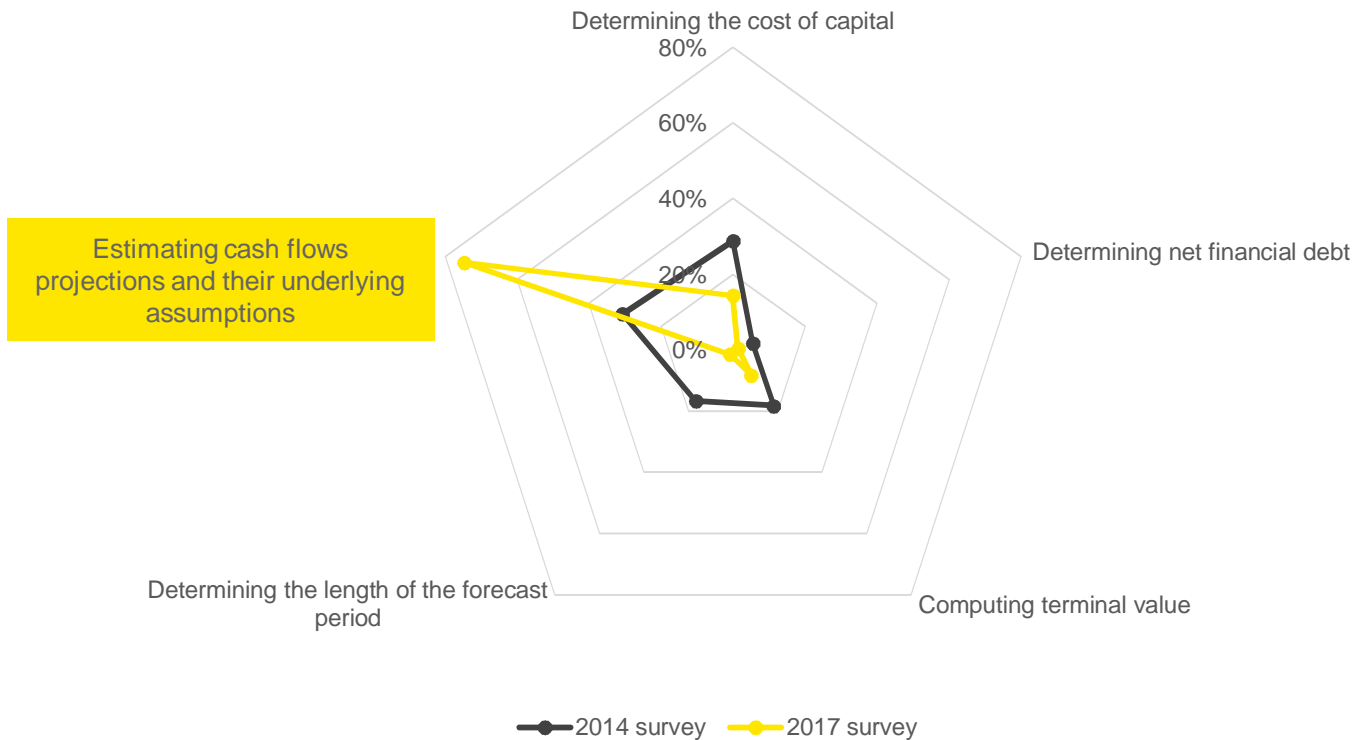 Determining the cost of capital
80%
60%
40%
20%
0%
Determining net financial debt
Estimating cash flows
projections and their underlying
assumptions
Determining the length of the forecast
period
Computing terminal value
2014 survey
2017 survey